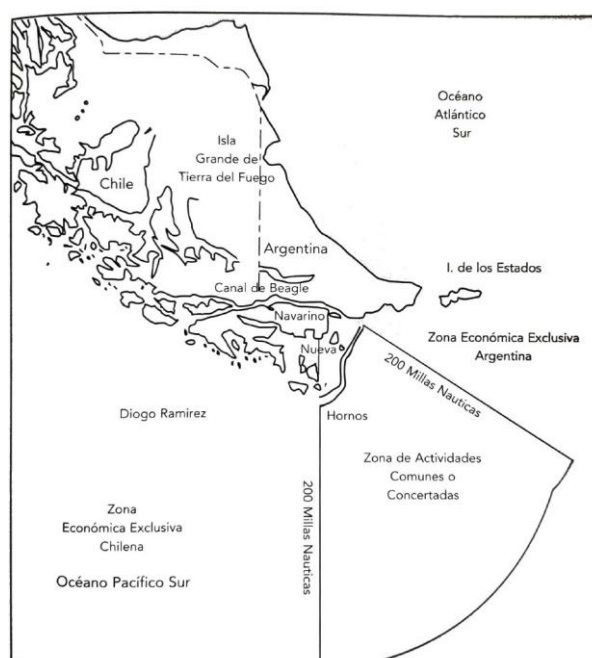 Océano
Atlántico
Sur
Isla
Grande de
Tierra del Fuego
Chile
Argentina
I. de los Estados
Canal de Beagle
Navarino
Zona Económica Exclusiva
Argentina
Nueva
200 Millas Nauticas
Diogo Ramirez
Hornos
Zona de Actividades
Comunes o
Concertadas
200 Millas Nauticas
Zona
Económica Exclusiva
Chilena
Océano Pacífico Sur